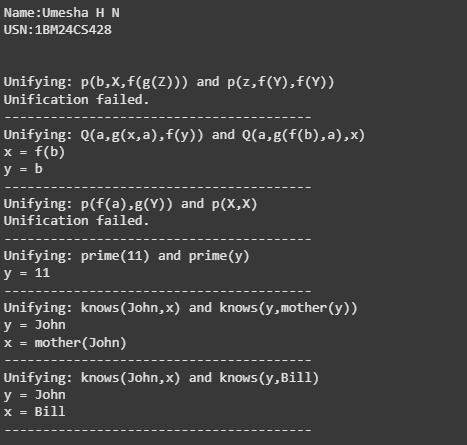 Name:Umesha H N
USN:1BM24CS428
Unifying: p(b,X,f(g(Z))) and p(z,f(Y),f(Y))
Unification failed.
----------------------------------------
Unifying: Q(a,g(x,a),f(y)) and Q(a,g(f(b),a),x)
x = f(b)
y = b
----------------------------------------
Unifying: p(f(a),g(Y)) and p(X,X)
Unification failed.
----------------------------------------
Unifying: prime(11) and prime(y)
y = 11
----------------------------------------
Unifying: knows(John,x) and knows(y,mother(y))
y = John
x = mother(John)
----------------------------------------
Unifying: knows(John,x) and knows(y,Bill)
y = John
x = Bill
----------------------------------------